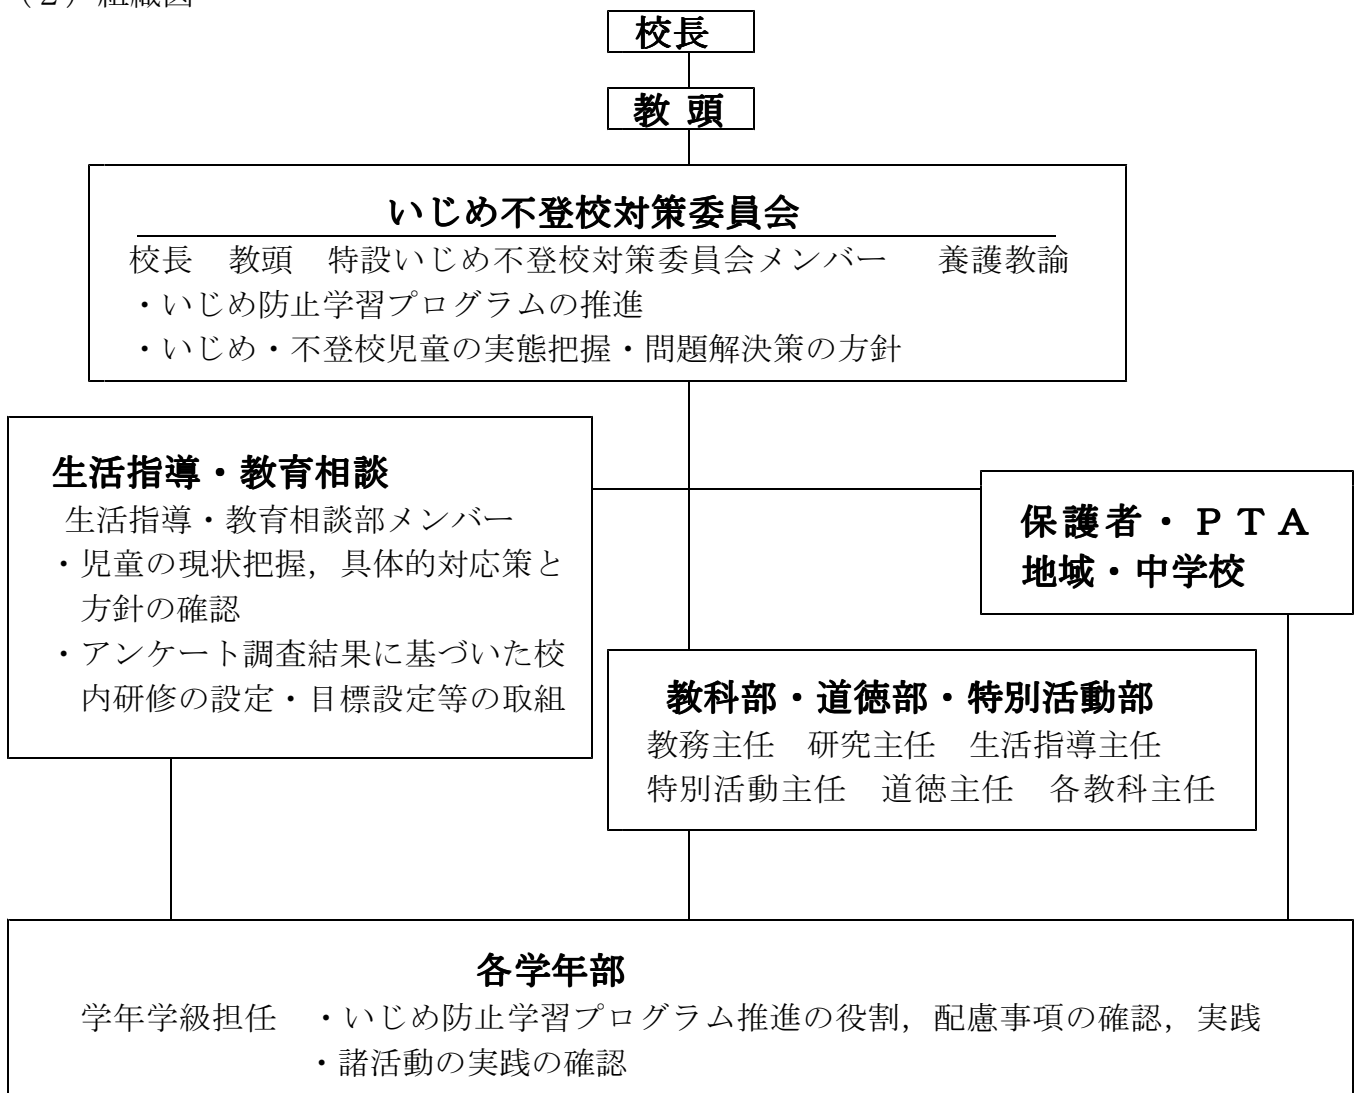 （２）組織図
校長
教 頭
いじめ不登校対策委員会
校長　教頭　特設いじめ不登校対策委員会メンバー　養護教諭
・いじめ防止学習プログラムの推進
・いじめ・不登校児童の実態把握・問題解決策の方針
生活指導・教育相談
生活指導・教育相談部メンバー
・児童の現状把握，具体的対応策と
方針の確認
・アンケート調査結果に基づいた校
内研修の設定・目標設定等の取組
保護者・ＰＴＡ
地域・中学校
教科部・道徳部・特別活動部
教務主任　研究主任　生活指導主任
特別活動主任　道徳主任　各教科主任
各学年部
学年学級担任　・いじめ防止学習プログラム推進の役割，配慮事項の確認，実践
・諸活動の実践の確認